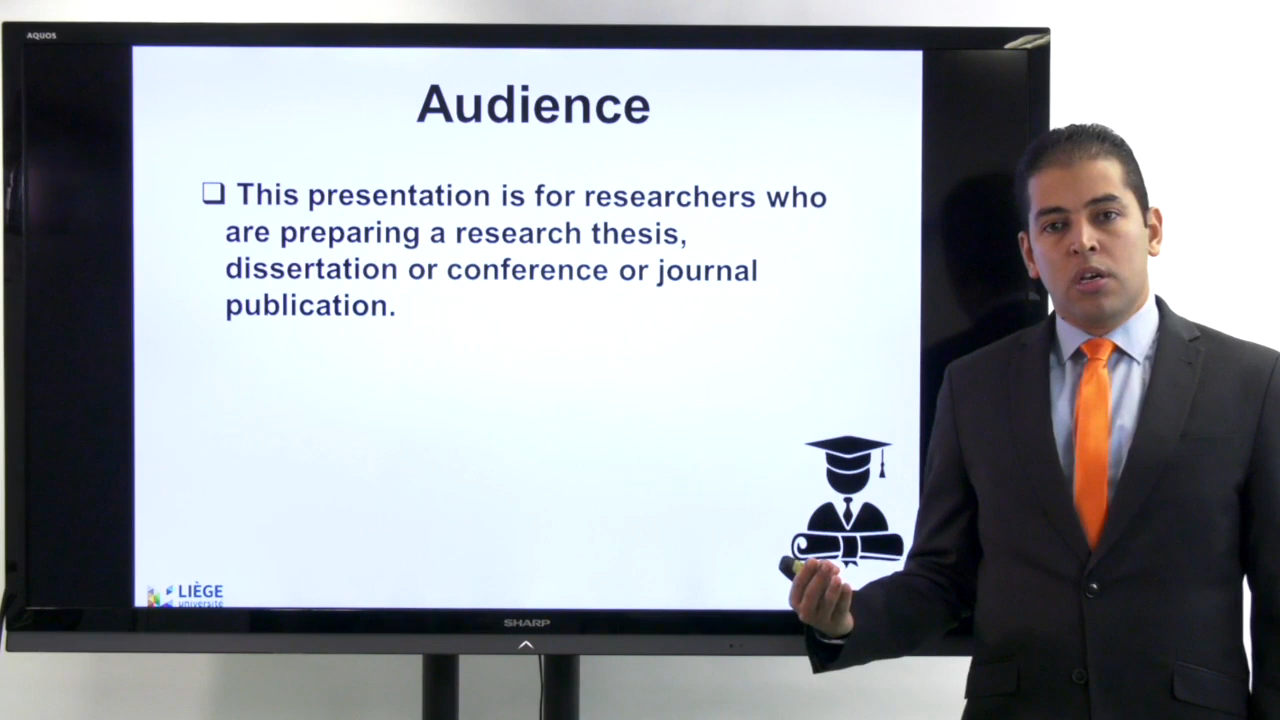 AQUOS
Audience
❑ This presentation is for researchers who
are preparing a research thesis,
dissertation or conference or journal
publication.
LIÈGE
université
SHARP